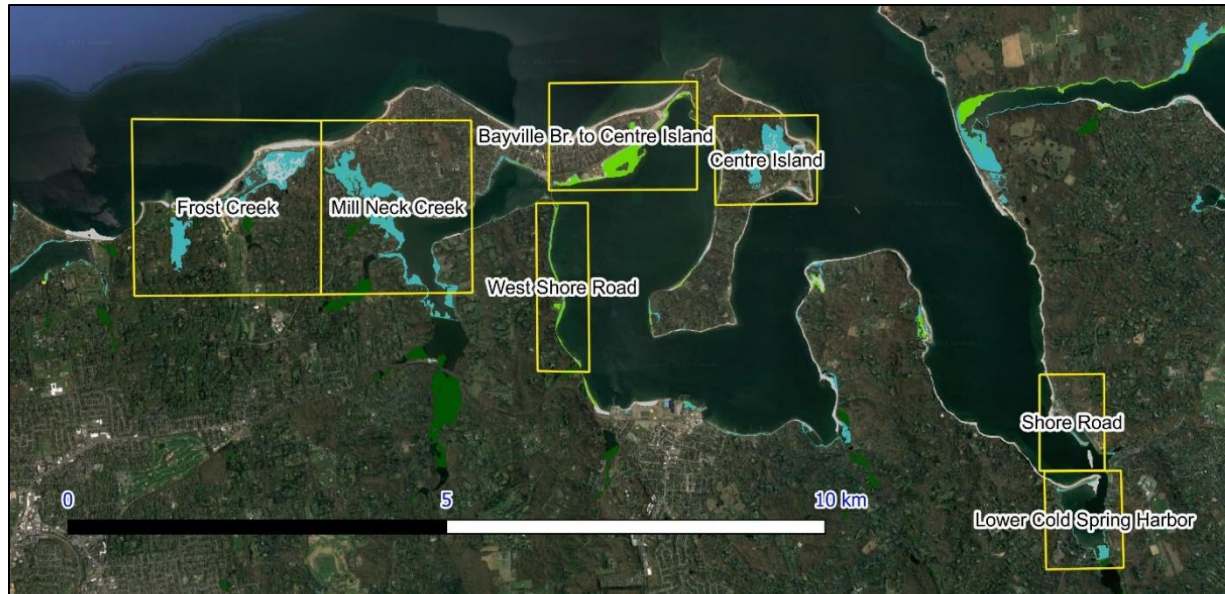 Bayville Br. to Centre Island
Centre Island
Frost Creek
Mill Neck Creek
West Shore Road
Shore Road
Lower Cold Spring Harbor
0
5
10 km